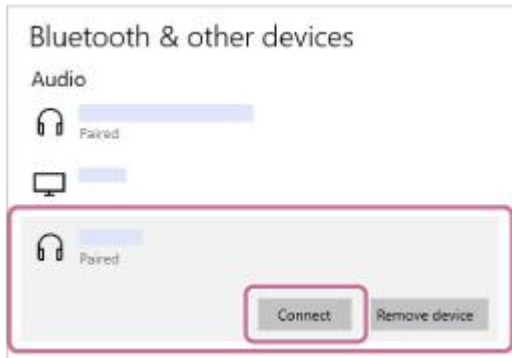 Bluetooth & other devices
Audio
Paired
Paired
Connect Remove device